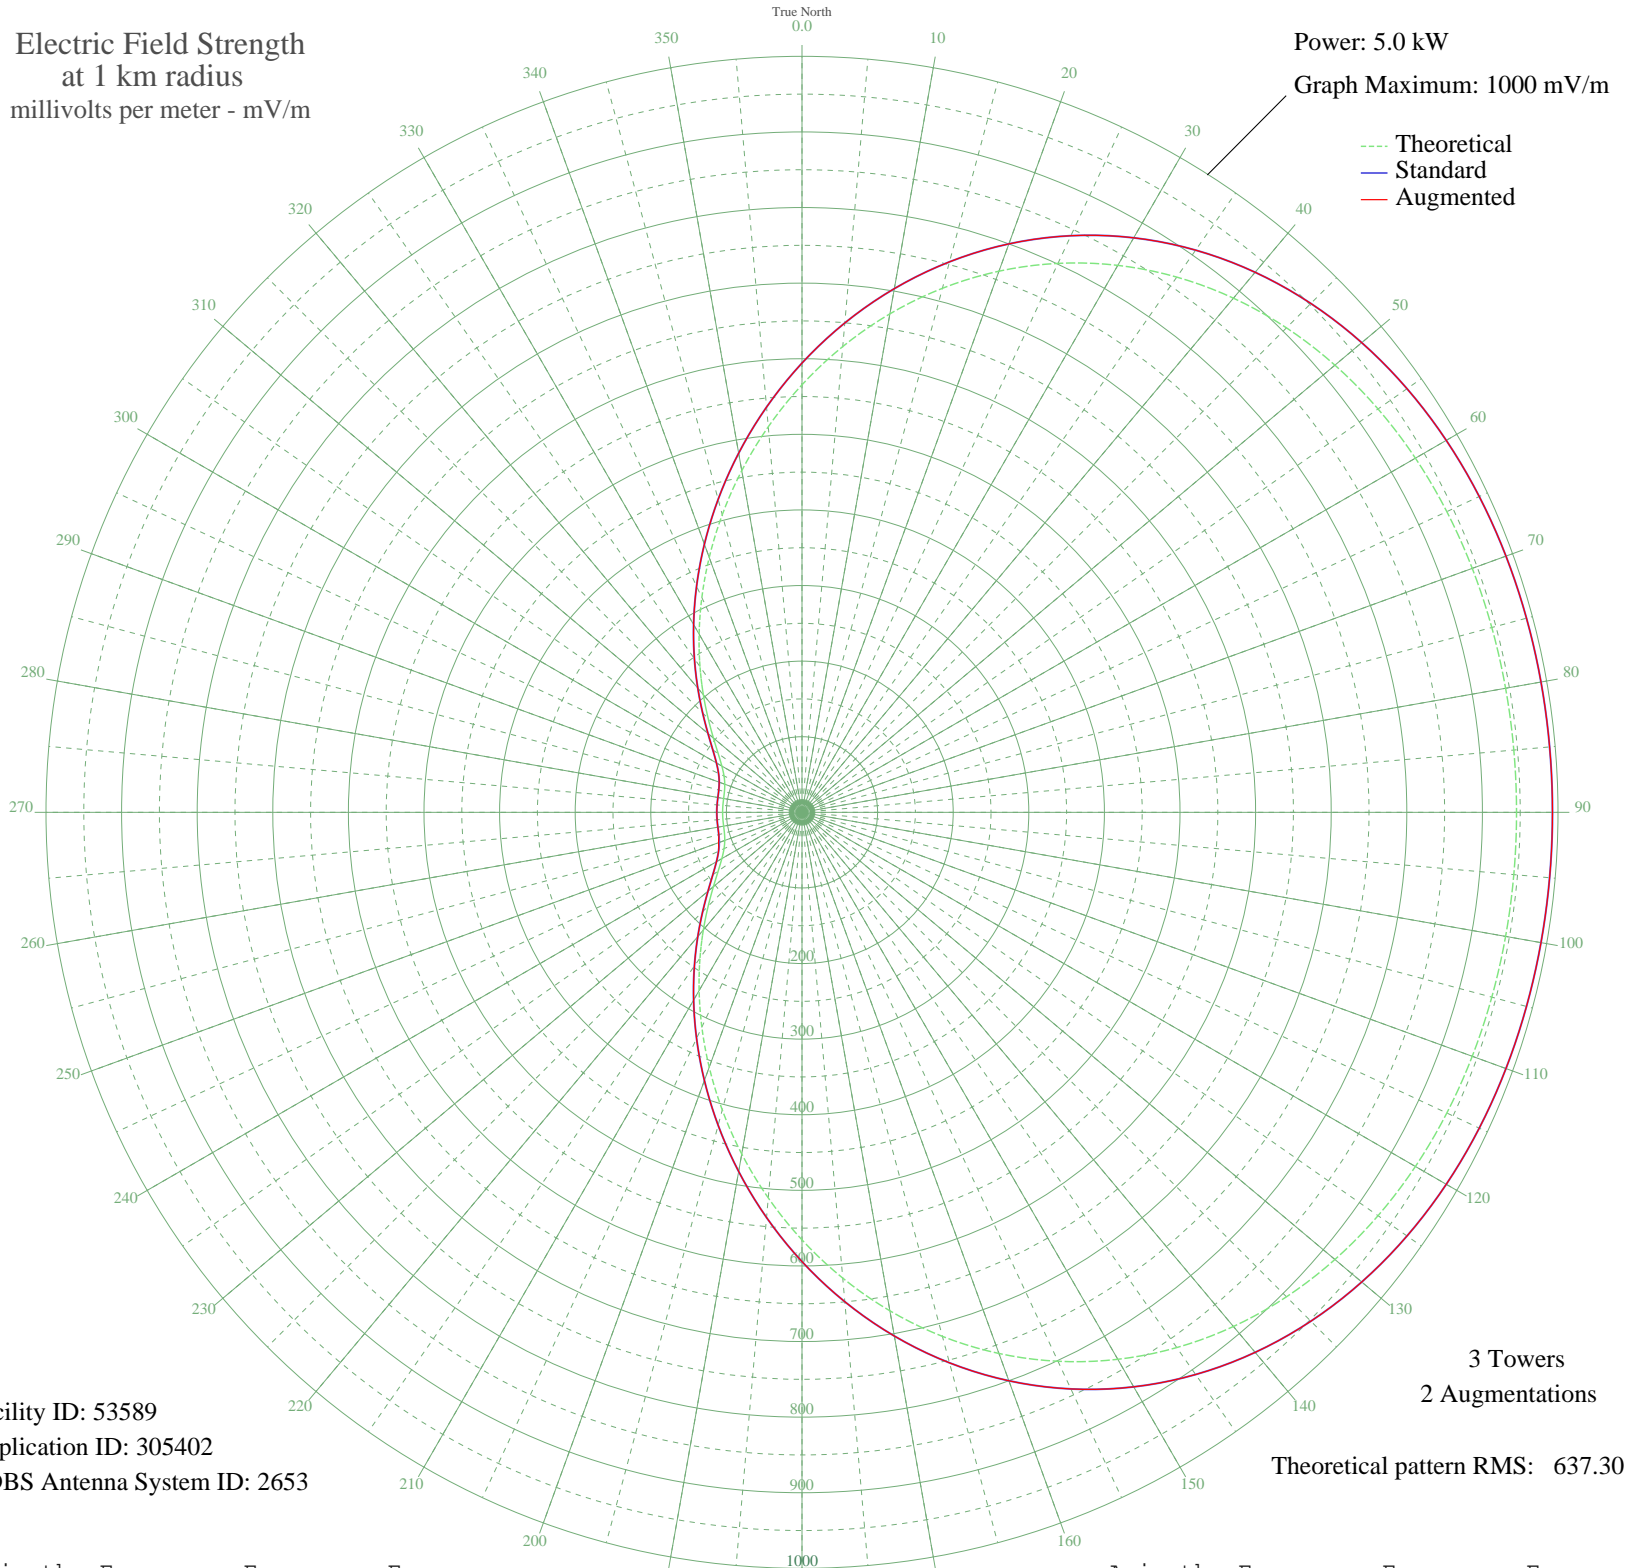 True North
0.0
Electric Field Strength
at 1 km radius
millivolts per meter - mV/m
Power: 5.0 kW
Graph Maximum: 1000 mV/m
Theoretical
Standard
Augmented
10
20
30
40
50
60
70
80
90
100
110
120
130
140
150
160
200
210
220
230
240
250
260
270
280
290
300
310
320
330
340
350
200
300
400
500
600
700
800
900
1000
3 Towers
2 Augmentations
Theoretical pattern RMS: 637.30
cility ID: 53589
plication ID: 305402
DBS Antenna System ID: 2653